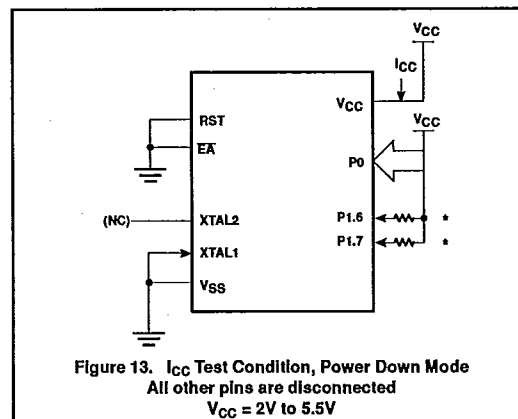 VCC
ICC
VCC
VCC
RST
EA
P0
(NC)
XTAL2
P1.6 *
XTAL1
P1.7 *
VSS
Figure 13. ICC Test Condition, Power Down Mode
All other pins are disconnected
VCC = 2V to 5.5V